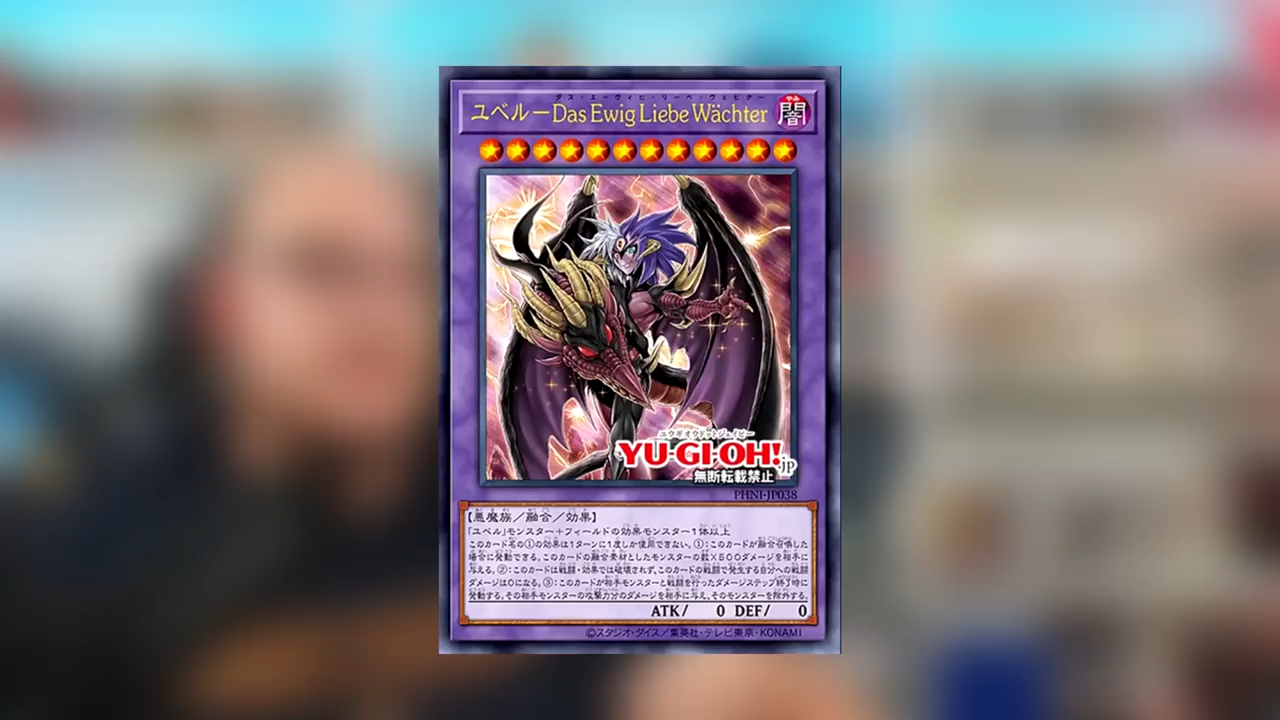 デス・エーヴィヒ・リーベ・ヴェヒター
ユベル－Das Ewig Liebe Wächter
やみ
闇
ユウギオウドットジェイピー
YU-GI-OH!.jp
無断転載禁止
PHNI-JP038
【悪魔族／融合／効果】
「ユベル」モンスター＋フィールドの効果モンスター1体以上
このカード名の①の効果は1ターンに1度しか使用できない。①：このカードが融合召喚した
場合に発動できる。このカードの融合素材としたモンスターの数×500ダメージを相手に
与える。②：このカードは戦闘・効果では破壊されず、このカードの戦闘で発生する自分への戦闘
ダメージは0になる。③：このカードが相手モンスターと戦闘を行ったダメージステップ終了時に
発動する。その相手モンスターの攻撃力分のダメージを相手に与え、そのモンスターを除外する。
ATK/ 0 DEF/ 0
©スタジオ・ダイス／集英社・テレビ東京・KONAMI